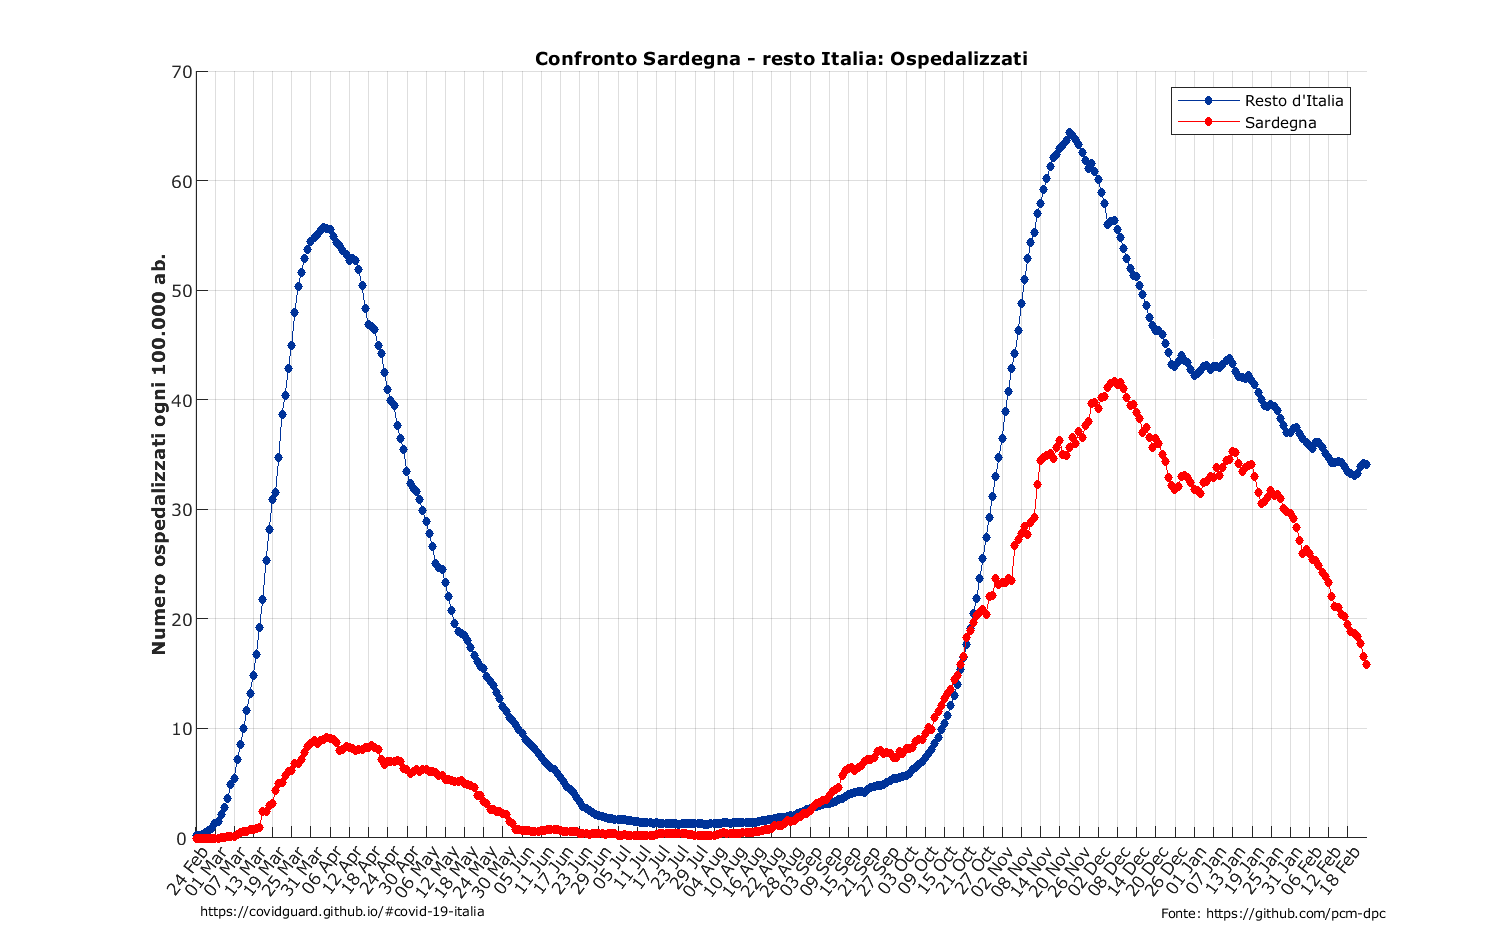 Confronto Sardegna - resto Italia: Ospedalizzati
Resto d'Italia
Sardegna
Numero ospedalizzati ogni 100.000 ab.
70
60
50
40
30
20
10
0
24 Feb
01 Mar
07 Mar
13 Mar
19 Mar
25 Mar
31 Mar
06 Apr
12 Apr
18 Apr
24 Apr
30 Apr
06 May
12 May
18 May
24 May
30 May
05 Jun
11 Jun
17 Jun
23 Jun
29 Jun
05 Jul
11 Jul
17 Jul
23 Jul
29 Jul
04 Aug
10 Aug
16 Aug
22 Aug
28 Aug
03 Sep
09 Sep
15 Sep
21 Sep
27 Sep
03 Oct
09 Oct
15 Oct
21 Oct
27 Oct
02 Nov
08 Nov
14 Nov
20 Nov
26 Nov
02 Dec
08 Dec
14 Dec
20 Dec
26 Dec
01 Jan
07 Jan
13 Jan
19 Jan
25 Jan
31 Jan
06 Feb
12 Feb
18 Feb
https://covidguard.github.io/#covid-19-italia
Fonte: https://github.com/pcm-dpc